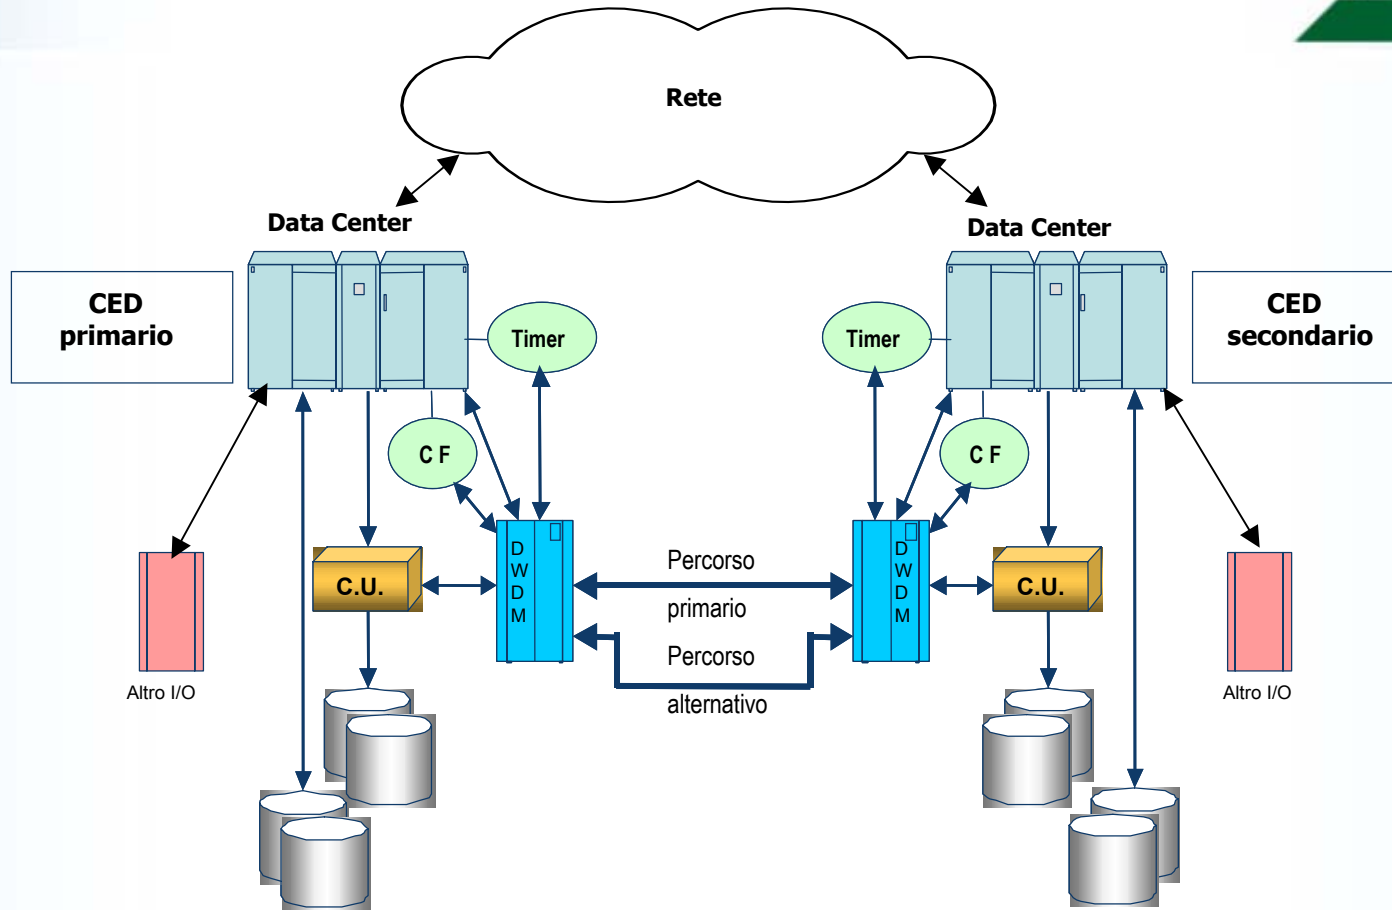 Rete
Data Center
Data Center
CED
primario
CED
secondario
Timer
Timer
C F
C F
D
W
D
M
D
W
D
M
C.U.
C.U.
Percorso
primario
Percorso
alternativo
Altro I/O
Altro I/O